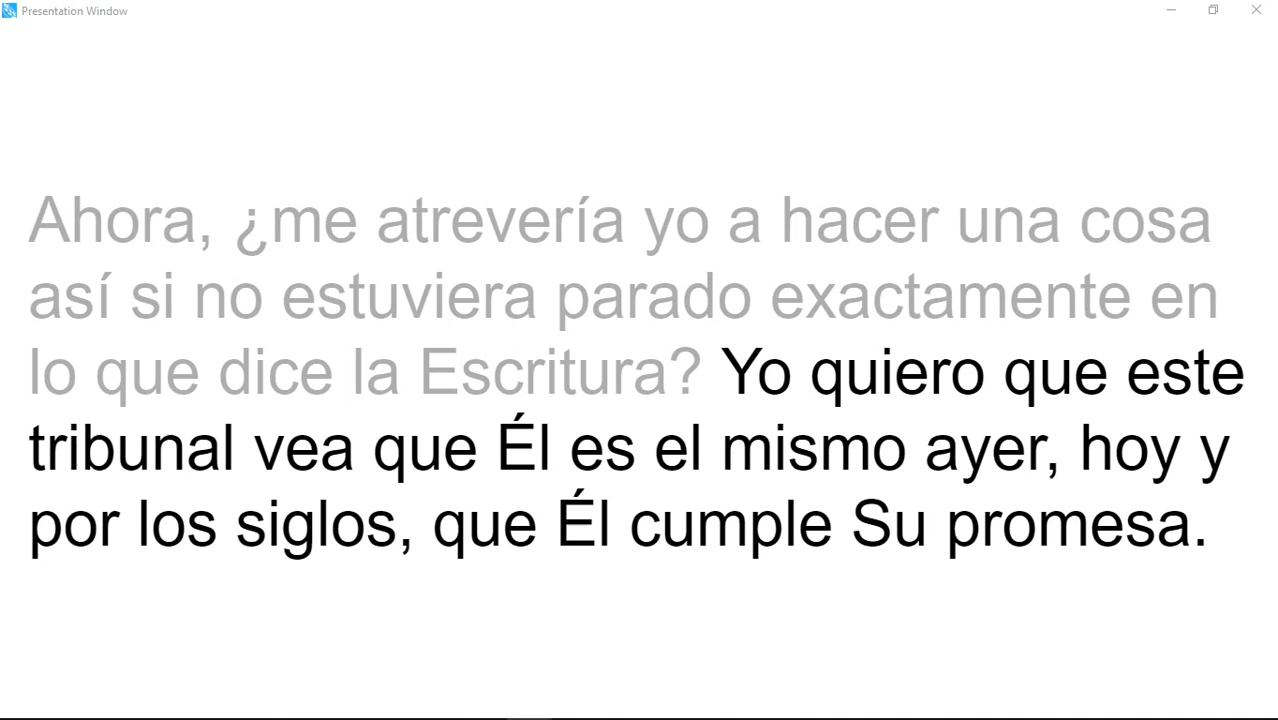 Presentation Window
Ahora, ¿me atrevería yo a hacer una cosa
así si no estuviera parado exactamente en
lo que dice la Escritura? Yo quiero que este
tribunal vea que Él es el mismo ayer, hoy y
por los siglos, que Él cumple Su promesa.